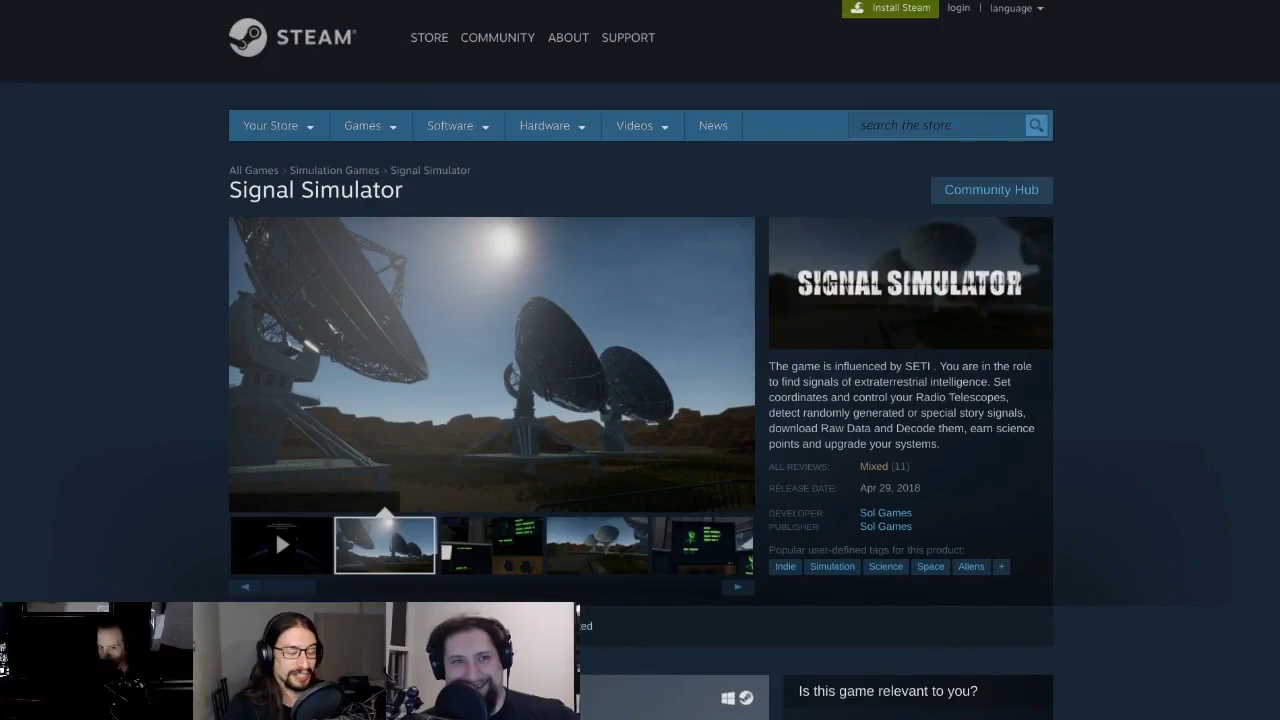 Install Steam
login
language
STEAM®
STORE COMMUNITY ABOUT SUPPORT
Your Store Games Software Hardware Videos News
search the store
All Games > Simulation Games > Signal Simulator
Signal Simulator
Community Hub
SIGNAL SIMULATOR
The game is influenced by SETI . You are in the role
to find signals of extraterrestrial intelligence. Set
coordinates and control your Radio Telescopes,
detect randomly generated or special story signals,
download Raw Data and Decode them, earn science
points and upgrade your systems.
ALL REVIEWS: Mixed (11)
RELEASE DATE: Apr 29, 2018
DEVELOPER: Sol Games
PUBLISHER: Sol Games
Popular user-defined tags for this product:
Indie Simulation Science Space Aliens +
ed
Is this game relevant to you?